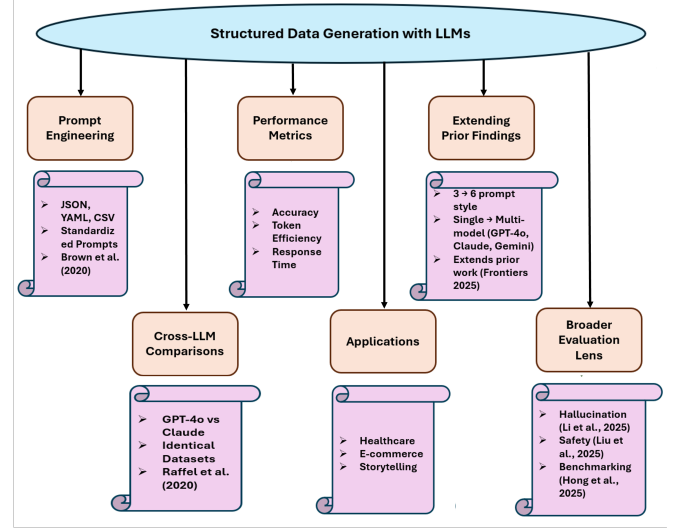 Structured Data Generation with LLMs
Prompt
Engineering
JSON,
YAML, CSV
Standardiz
ed Prompts
Brown et al.
(2020)
Performance
Metrics
Accuracy
Token
Efficiency
Response
Time
Extending
Prior Findings
3 → 6 prompt
style
Single → Multi-
model (GPT-4o,
Claude, Gemini)
Extends prior
work (Frontiers
2025)
Cross-LLM
Comparisons
GPT-4o vs
Claude
Identical
Datasets
Raffel et al.
(2020)
Applications
Healthcare
E-commerce
Storytelling
Broader
Evaluation
Lens
Hallucination
(Li et al., 2025)
Safety (Liu et
al., 2025)
Benchmarking
(Hong et al.,
2025)